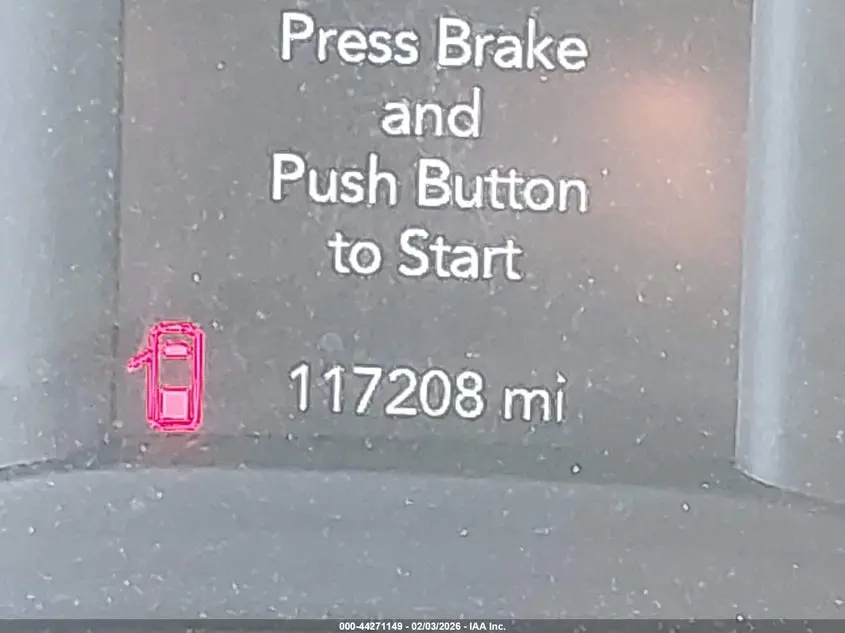 Press Brake
and
Push Button
to Start
117208 mi
000-44271149 - 02/03/2026 - IAA Inc.